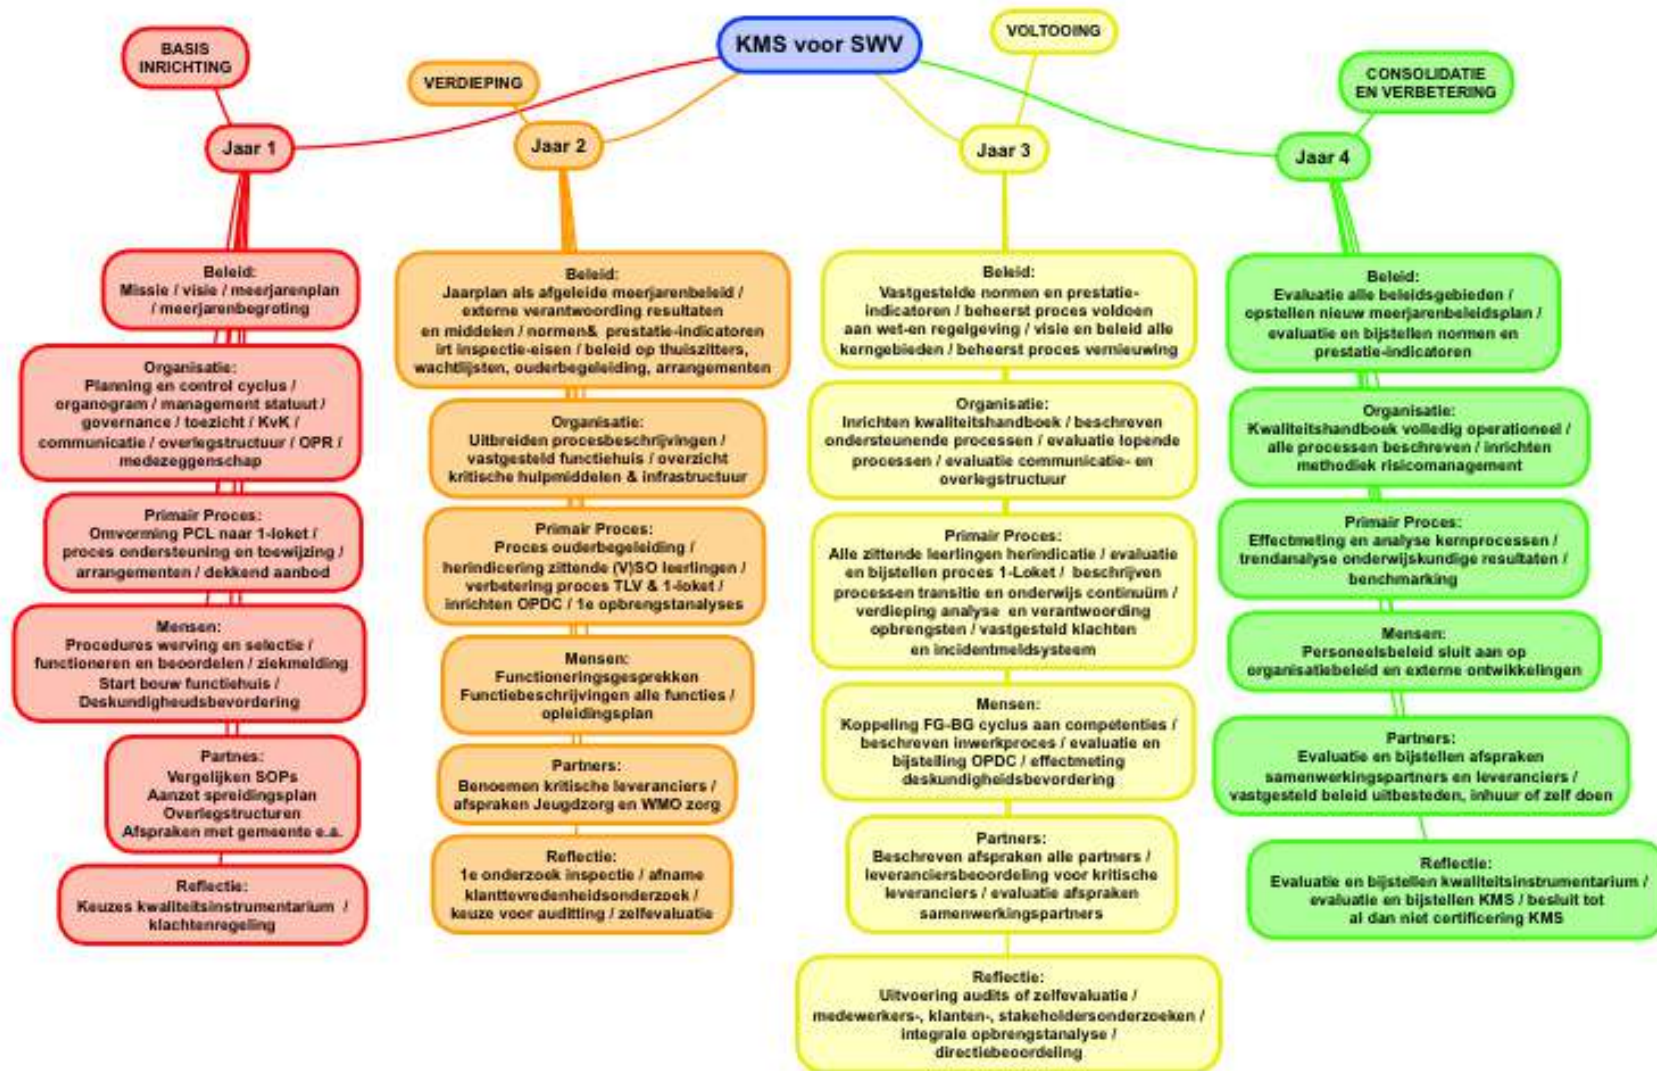 KMS voor SWV
BASIS
INRICHTING
Jaar 1
Beleid:
Missie / visie / meerjarenplan
/ meerjarenbegroting
Organisatie:
Planning en control cyclus /
organogram / management statuut /
governance / toezicht / KvK /
communicatie / overlegstructuur / OPR /
medezeggenschap
Primair Proces:
Omvorming PCL naar 1-loket /
proces ondersteuning en toewijzing /
arrangementen / dekkend aanbod
Mensen:
Procedures werving en selectie /
functioneren en beoordelen / ziekmelding
Start bouw functiehuis /
Deskundigheudsbevordering
Partnes:
Vergelijken SOPs
Aanzet spreidingsplan
Overlegstructuren
Afspraken met gemeente e.a.
Reflectie:
Keuzes kwaliteitsinstrumentarium /
klachtenregeling
VERDIEPING
Jaar 2
Beleid:
Jaarplan als afgeleide meerjarenbeleid /
externe verantwoording resultaten
en middelen / normen& prestatie-indicatoren
irt inspectie-eisen / beleid op thuiszitters,
wachtlijsten, ouderbegeleiding, arrangementen
Organisatie:
Uitbreiden procesbeschrijvingen /
vastgesteld functiehuis / overzicht
kritische hulpmiddelen & infrastructuur
Primair Proces:
Proces ouderbegeleiding /
herindicering zittende (V)SO leerlingen /
verbetering proces TLV & 1-loket /
inrichten OPDC / 1e opbrengstanalyses
Mensen:
Functioneringsgesprekken
Functiebeschrijvingen alle functies /
opleidingsplan
Partners:
Benoemen kritische leveranciers /
afspraken Jeugdzorg en WMO zorg
Reflectie:
1e onderzoek inspectie / afname
klanttevredenheidsonderzoek /
keuze voor auditting / zelfevaluatie
VOLTOOING
Jaar 3
Beleid:
Vastgestelde normen en prestatie-
indicatoren / beheerst proces voldoen
aan wet-en regelgeving / visie en beleid alle
kerngebieden / beheerst proces vernieuwing
Organisatie:
Inrichten kwaliteitshandboek / beschreven
ondersteunende processen / evaluatie lopende
processen / evaluatie communicatie- en
overlegstructuur
Primair Proces:
Alle zittende leerlingen herindicatie / evaluatie
en bijstellen proces 1-Loket / beschrijven
processen transitie en onderwijs continuüm /
verdieping analyse en verantwoording
opbrengsten / vastgesteld klachten
en incidentmeldsysteem
Mensen:
Koppeling FG-BG cyclus aan competenties /
beschreven inwerkproces / evaluatie en
bijstelling OPDC / effectmeting
deskundigheidsbevordering
Partners:
Beschreven afspraken alle partners /
leveranciersbeoordeling voor kritische
leveranciers / evaluatie afspraken
samenwerkingspartners
Reflectie:
Uitvoering audits of zelfevaluatie /
medewerkers-, klanten-, stakeholdersonderzoeken /
integrale opbrengstanalyse /
directiebeoordeling
CONSOLIDATIE
EN VERBETERING
Jaar 4
Beleid:
Evaluatie alle beleidsgebieden /
opstellen nieuw meerjarenbeleidsplan /
evaluatie en bijstellen normen en
prestatie-indicatoren
Organisatie:
Kwaliteitshandboek volledig operationeel /
alle processen beschreven / inrichten
methodiek risicomanagement
Primair Proces:
Effectmeting en analyse kernprocessen /
trendanalyse onderwijskundige resultaten /
benchmarking
Mensen:
Personeelsbeleid sluit aan op
organisatiebeleid en externe ontwikkelingen
Partners:
Evaluatie en bijstellen afspraken
samenwerkingspartners en leveranciers /
vastgesteld beleid uitbesteden, inhuur of zelf doen
Reflectie:
Evaluatie en bijstellen kwaliteitsinstrumentarium /
evaluatie en bijstellen KMS / besluit tot
al dan niet certificering KMS